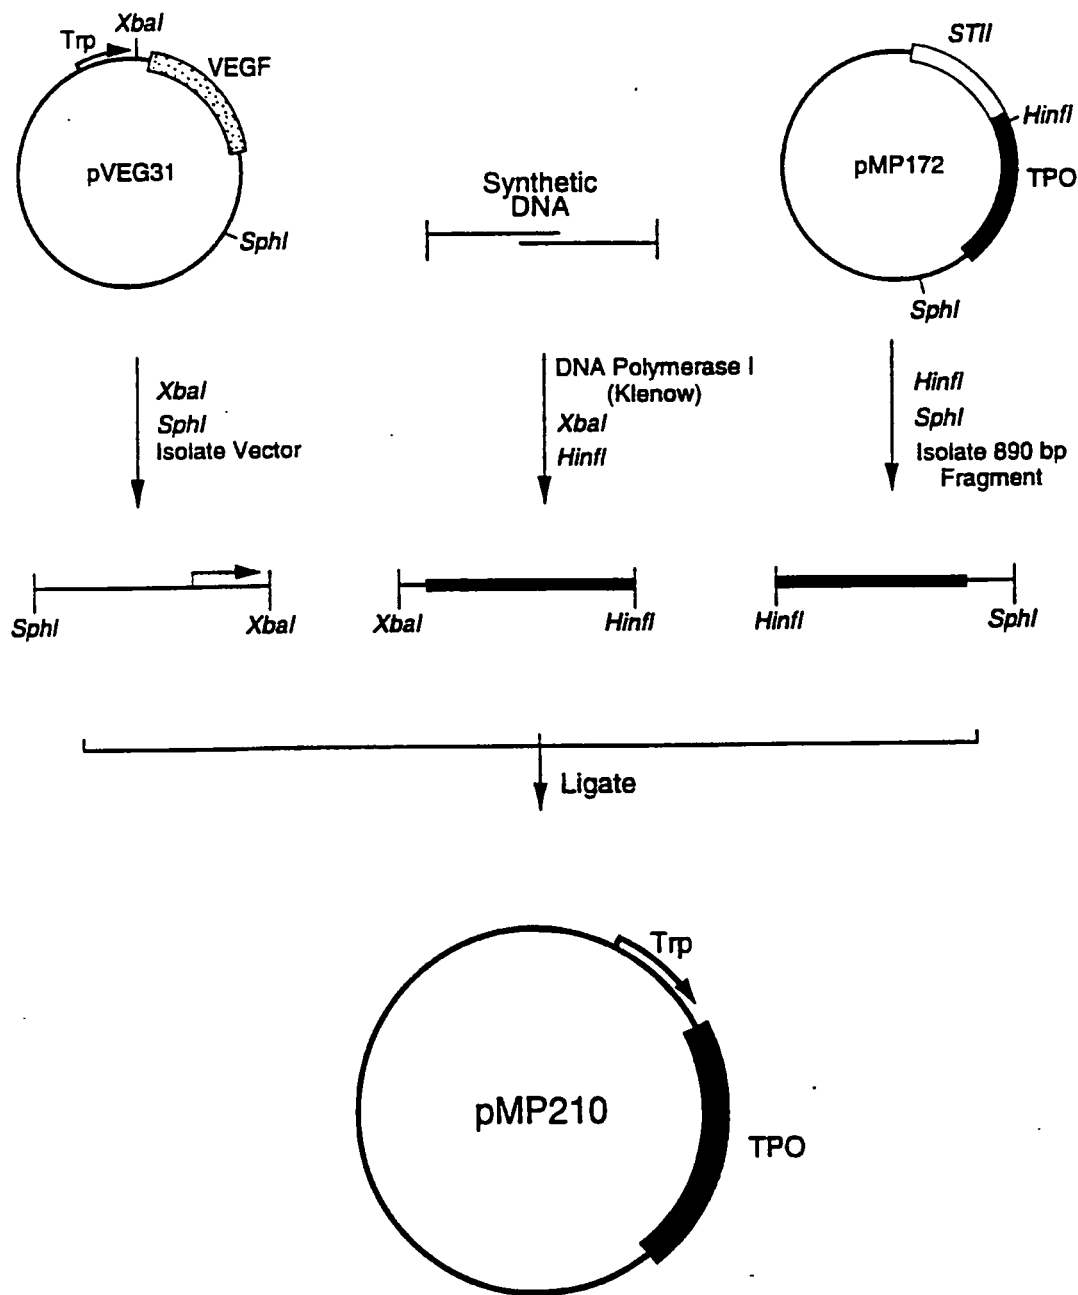 XbaI
Trp
VEGF
pVEG31
SphI
Synthetic
DNA
STII
HinfI
pMP172
TPO
SphI
XbaI
SphI
Isolate Vector
DNA Polymerase I
(Klenow)
XbaI
HinfI
HinfI
SphI
Isolate 890 bp
Fragment
SphI
XbaI
XbaI
HinfI
HinfI
SphI
Ligate
Trp
pMP210
TPO